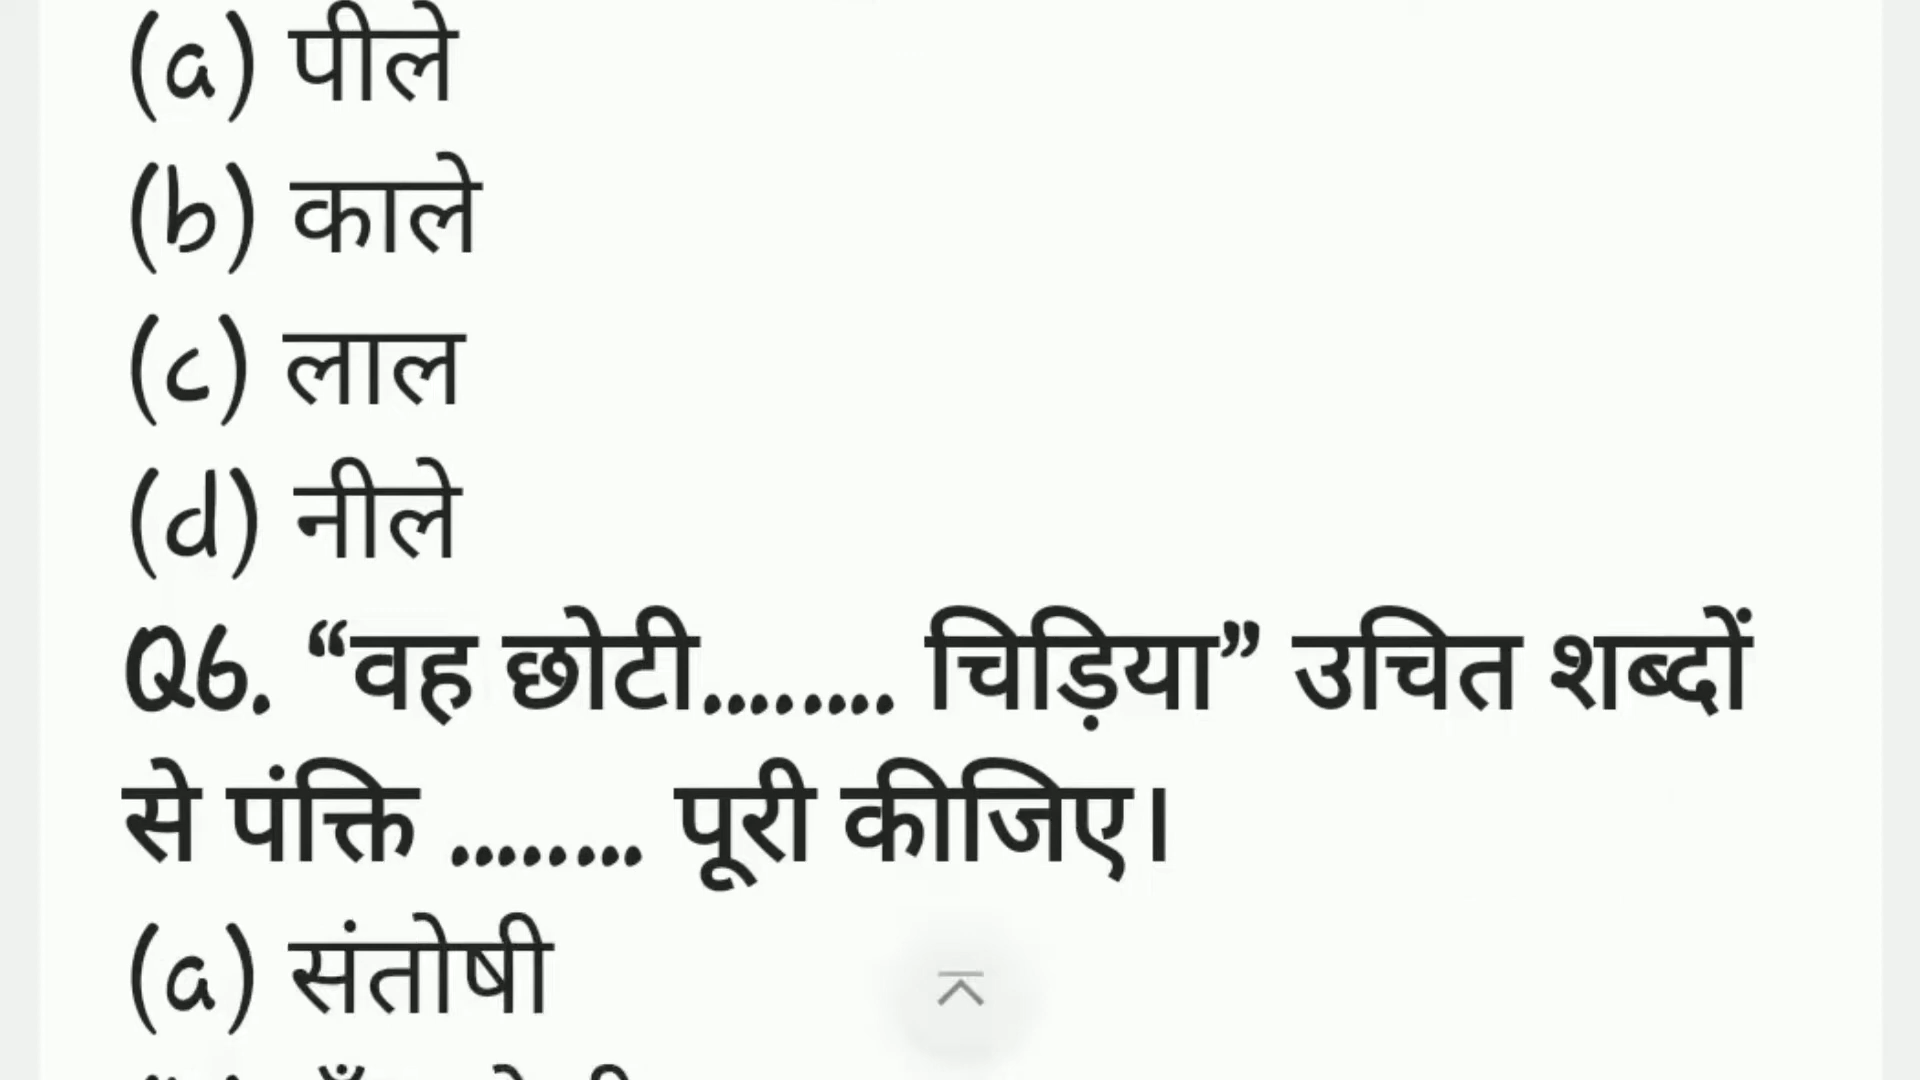 (a) पीले
(b) काले
(c) लाल
(d) नीले
Q6. “वह छोटी........ चिड़िया” उचित शब्दों
से पंक्ति ........ पूरी कीजिए।
(a) संतोषी